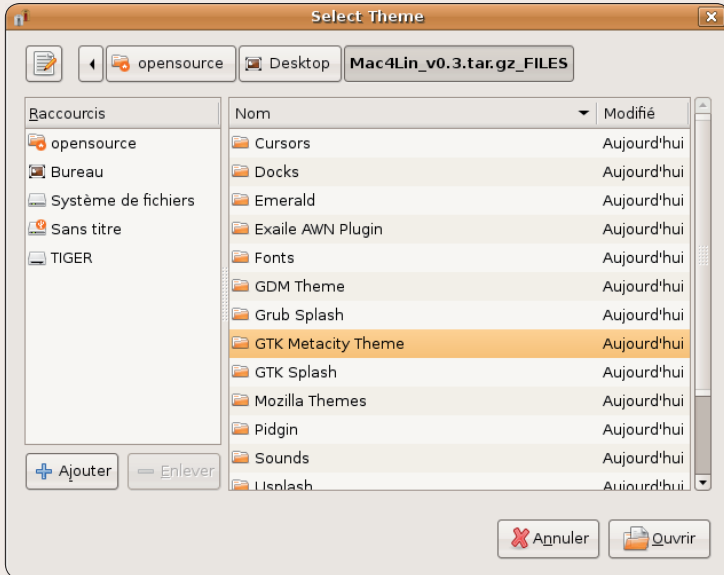 Select Theme
opensource Desktop Mac4Lin_v0.3.tar.gz_FILES
Raccourcis
opensource
Bureau
Système de fichiers
Sans titre
TIGER
Ajouter Enlever
Nom Modifié
Cursors Aujourd'hui
Docks Aujourd'hui
Emerald Aujourd'hui
Exaile AWN Plugin Aujourd'hui
Fonts Aujourd'hui
GDM Theme Aujourd'hui
Grub Splash Aujourd'hui
GTK Metacity Theme Aujourd'hui
GTK Splash Aujourd'hui
Mozilla Themes Aujourd'hui
Pidgin Aujourd'hui
Sounds Aujourd'hui
Usplash Aujourd'hui
Annuler Ouvrir